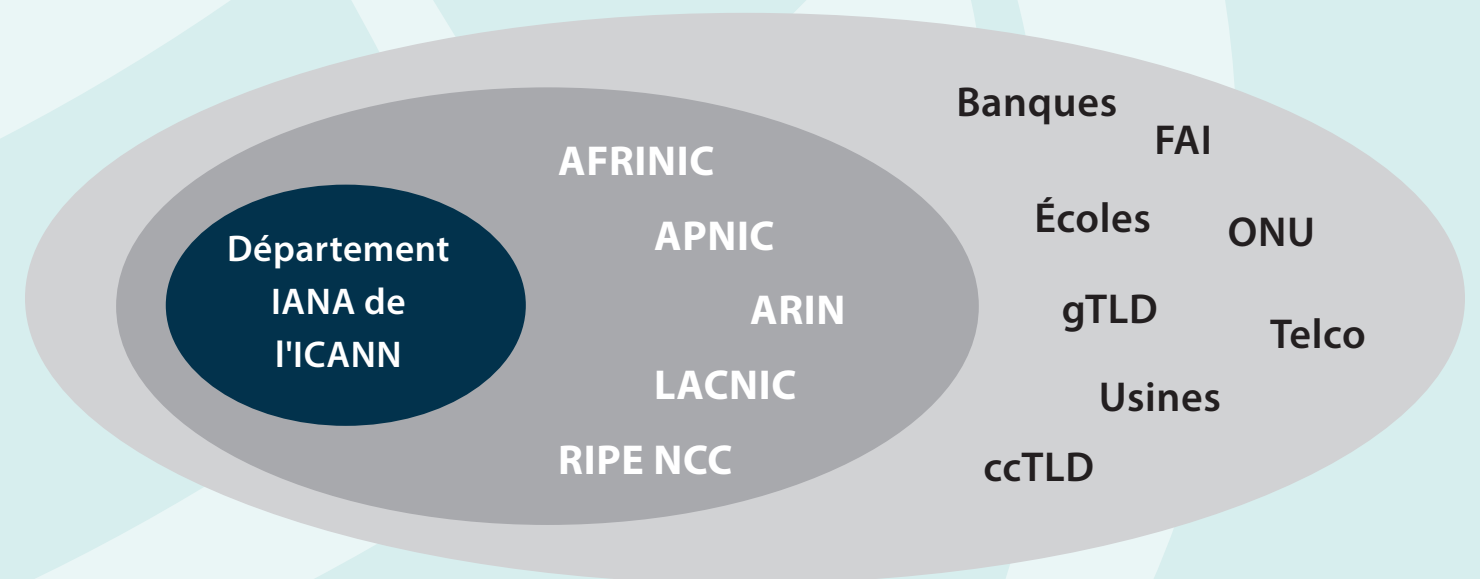 Département
IANA de
l'ICANN
AFRINIC
APNIC
ARIN
LACNIC
RIPE NCC
Banques
FAI
Écoles
ONU
gTLD
Telco
Usines
ccTLD